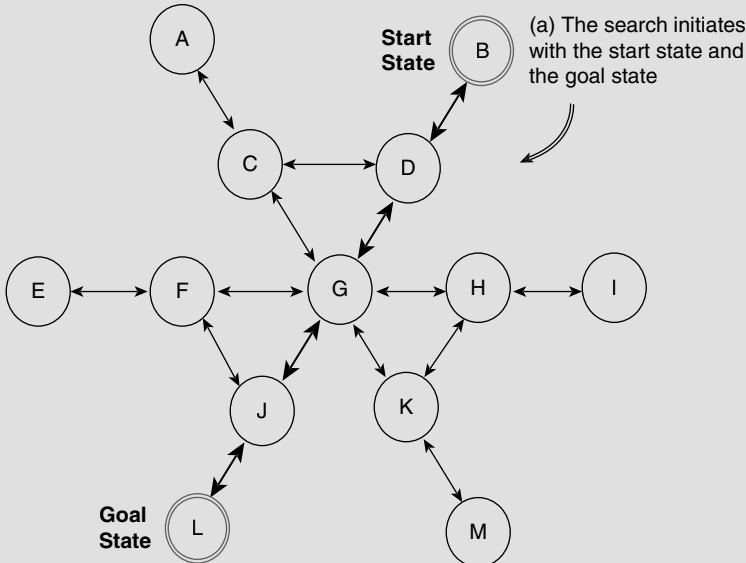 A
Start
State
B
(a) The search initiates
with the start state and
the goal state
C
D
E
F
G
H
I
J
K
Goal
State
L
M